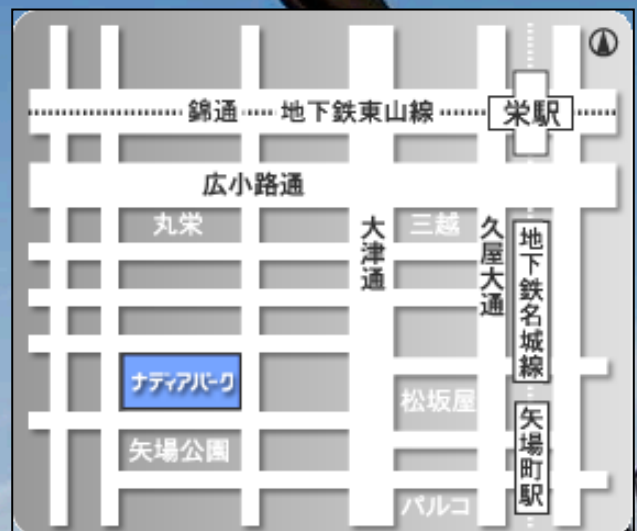 錦通
地下鉄東山線
栄駅
広小路通
丸栄
大津通
三越
久屋大通
地下鉄名城線
ナディアパーク
松坂屋
矢場公園
矢場町駅
パルコ